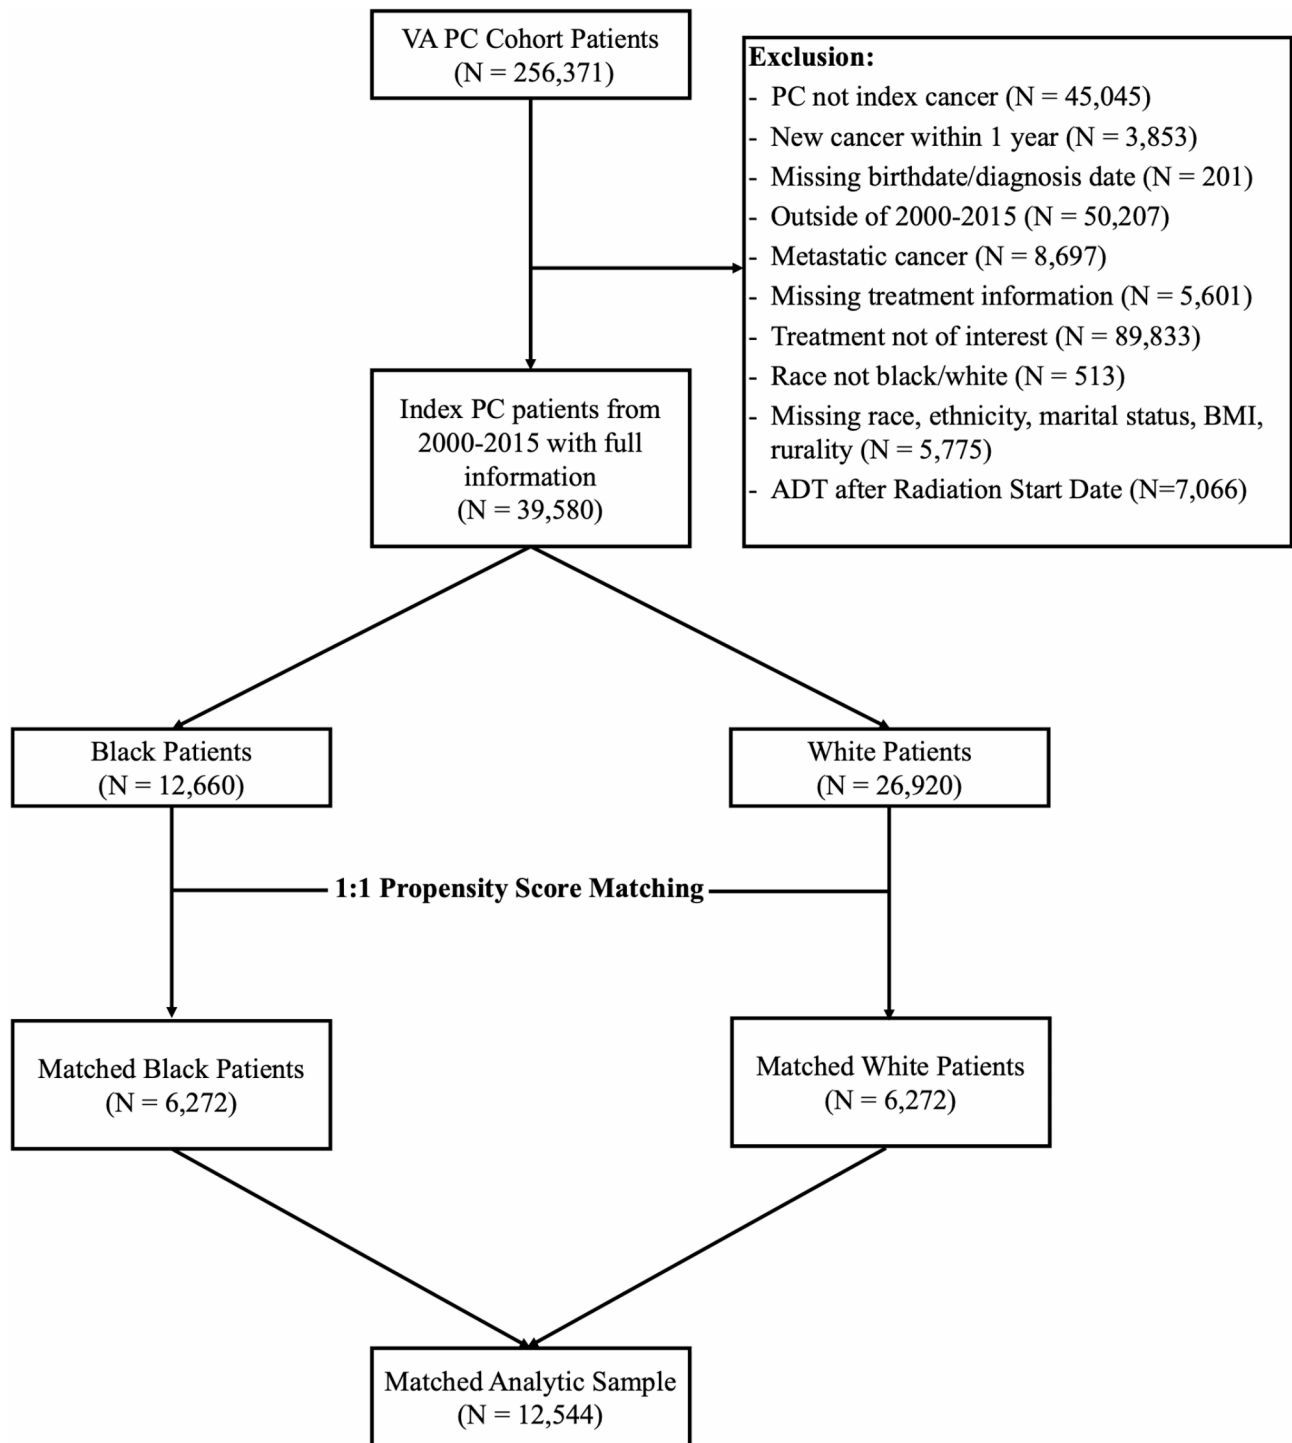 VA PC Cohort Patients
(N = 256,371)
Exclusion:
- PC not index cancer (N = 45,045)
- New cancer within 1 year (N = 3,853)
- Missing birthdate/diagnosis date (N = 201)
- Outside of 2000-2015 (N = 50,207)
- Metastatic cancer (N = 8,697)
- Missing treatment information (N = 5,601)
- Treatment not of interest (N = 89,833)
- Race not black/white (N = 513)
- Missing race, ethnicity, marital status, BMI,
rurality (N = 5,775)
- ADT after Radiation Start Date (N=7,066)
Index PC patients from
2000-2015 with full
information
(N = 39,580)
Black Patients
(N = 12,660)
White Patients
(N = 26,920)
1:1 Propensity Score Matching
Matched Black Patients
(N = 6,272)
Matched White Patients
(N = 6,272)
Matched Analytic Sample
(N = 12,544)